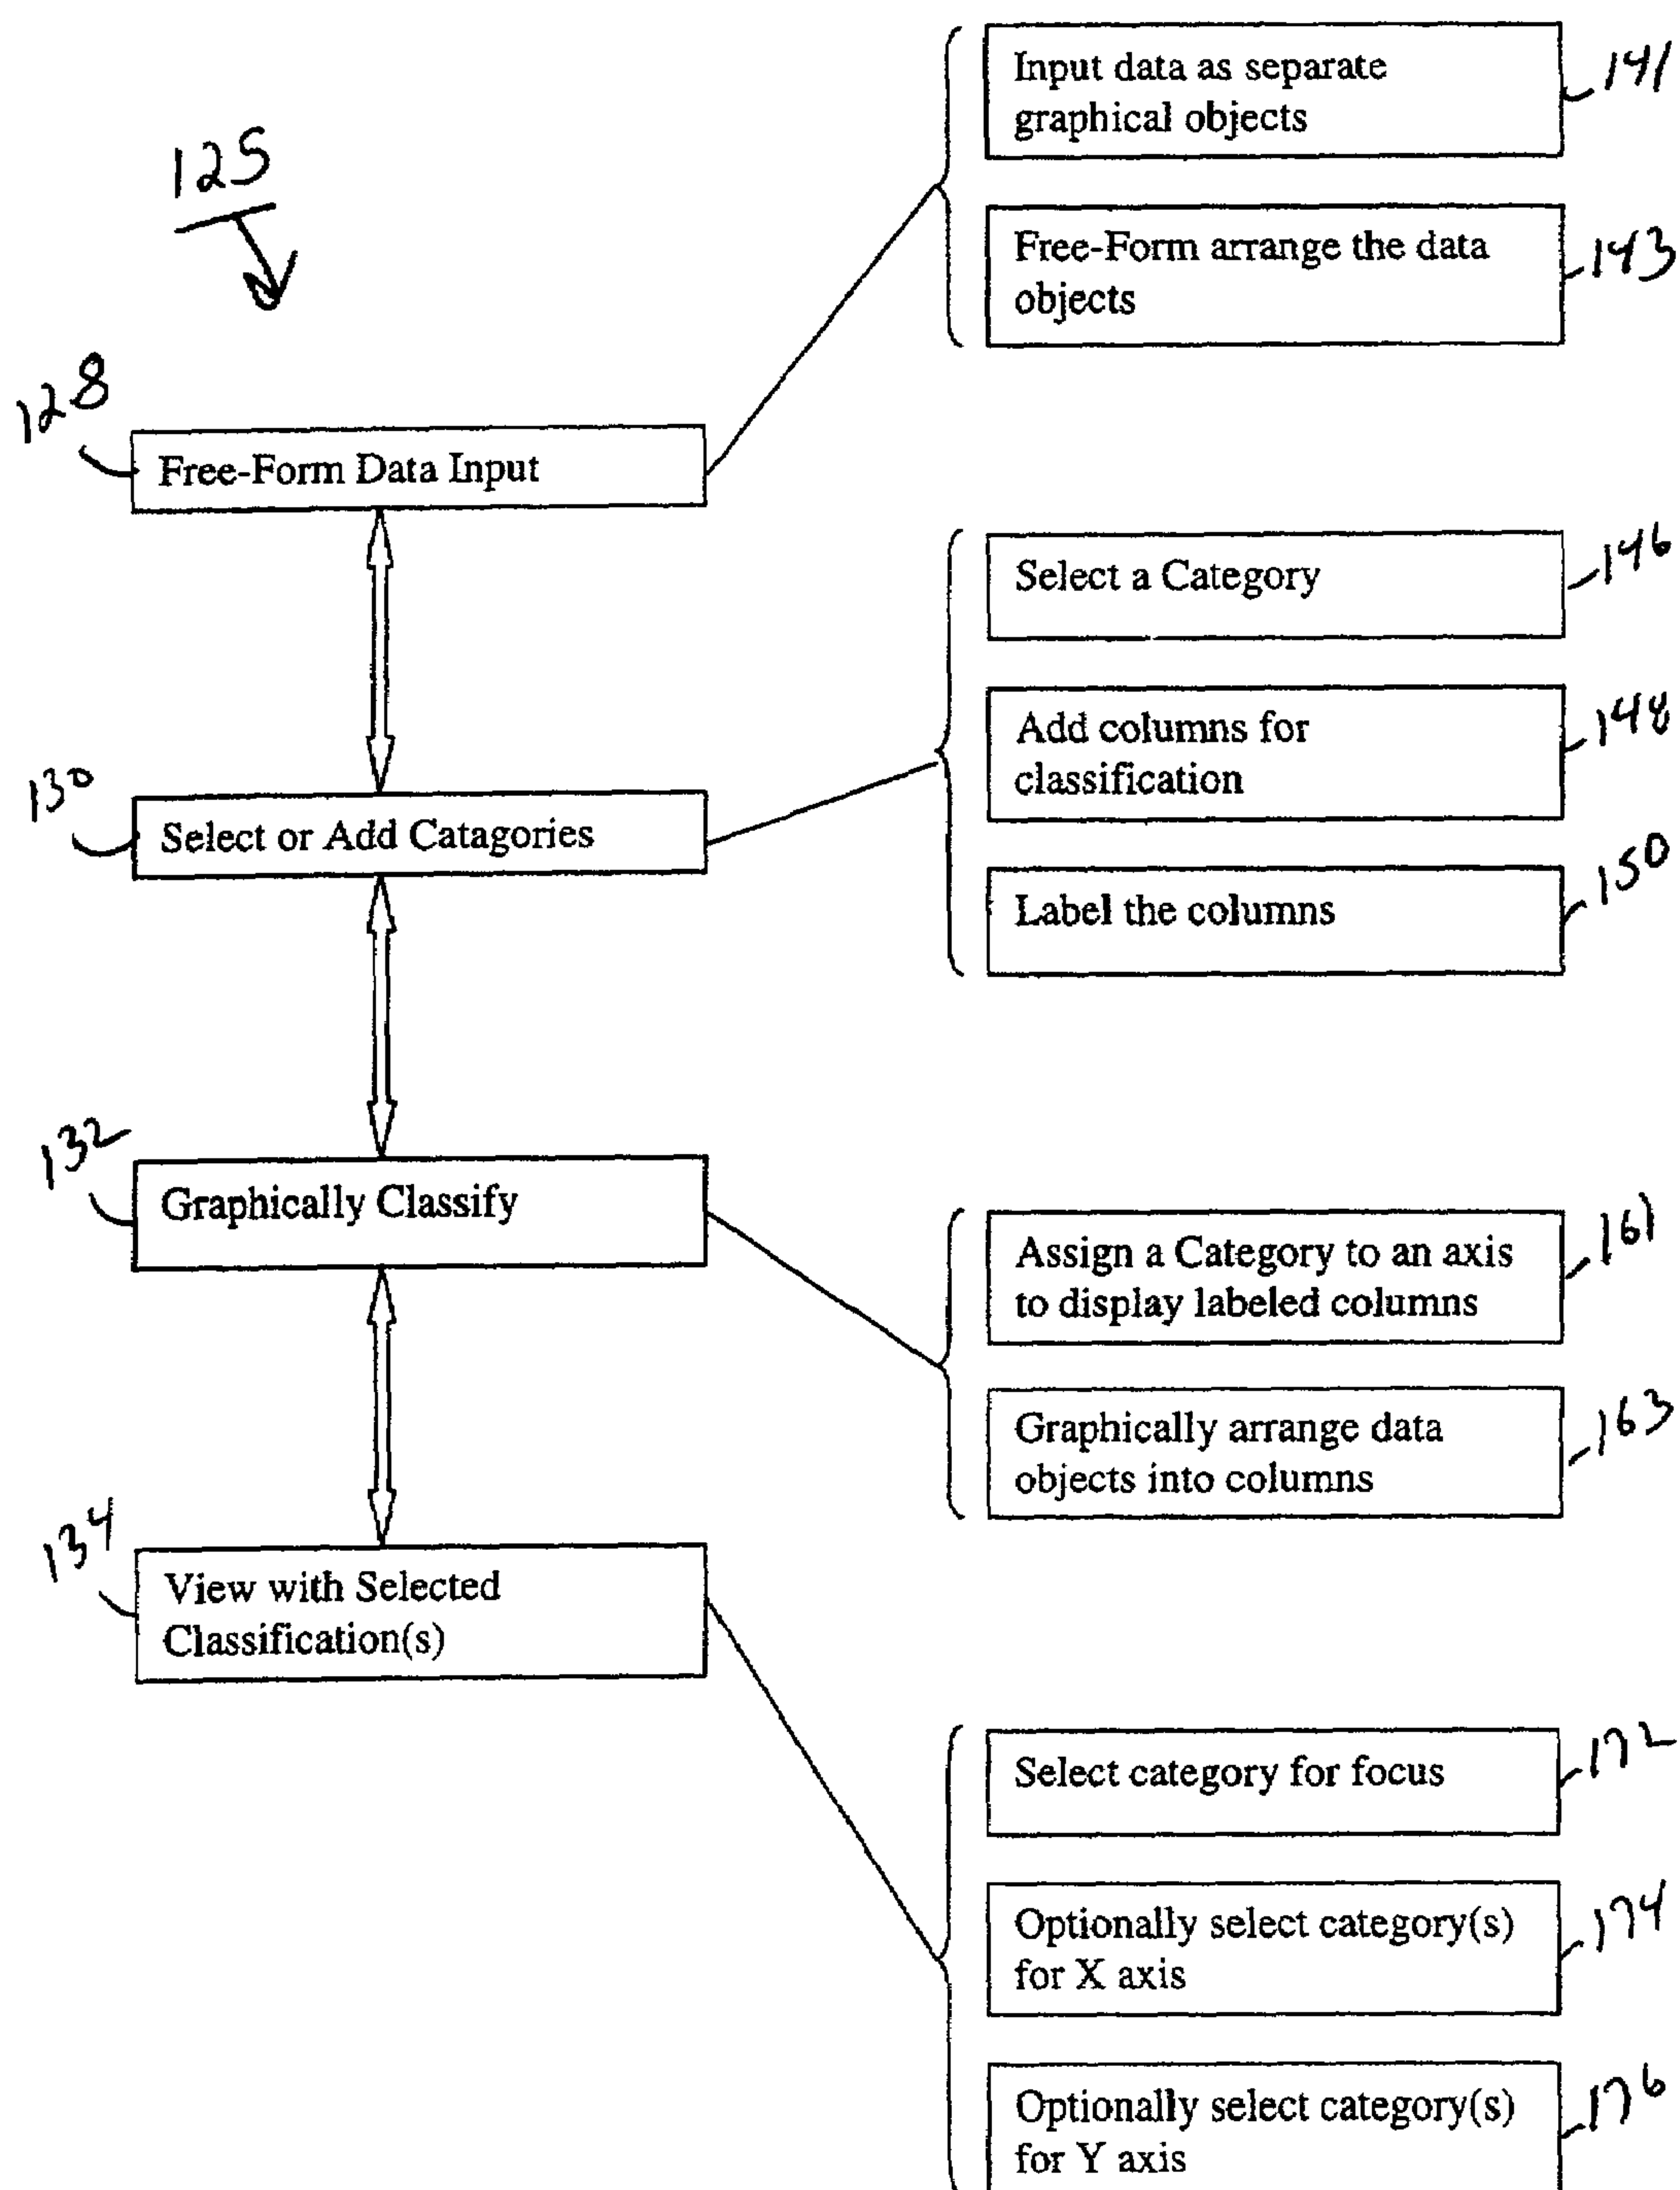 125
Input data as separate
graphical objects
141
Free-Form arrange the data
objects
143
128
Free-Form Data Input
Select a Category
146
Add columns for
classification
148
Label the columns
150
130
Select or Add Catagories
132
Graphically Classify
Assign a Category to an axis
to display labeled columns
161
Graphically arrange data
objects into columns
163
134
View with Selected
Classification(s)
Select category for focus
172
Optionally select category(s)
for X axis
174
Optionally select category(s)
for Y axis
176